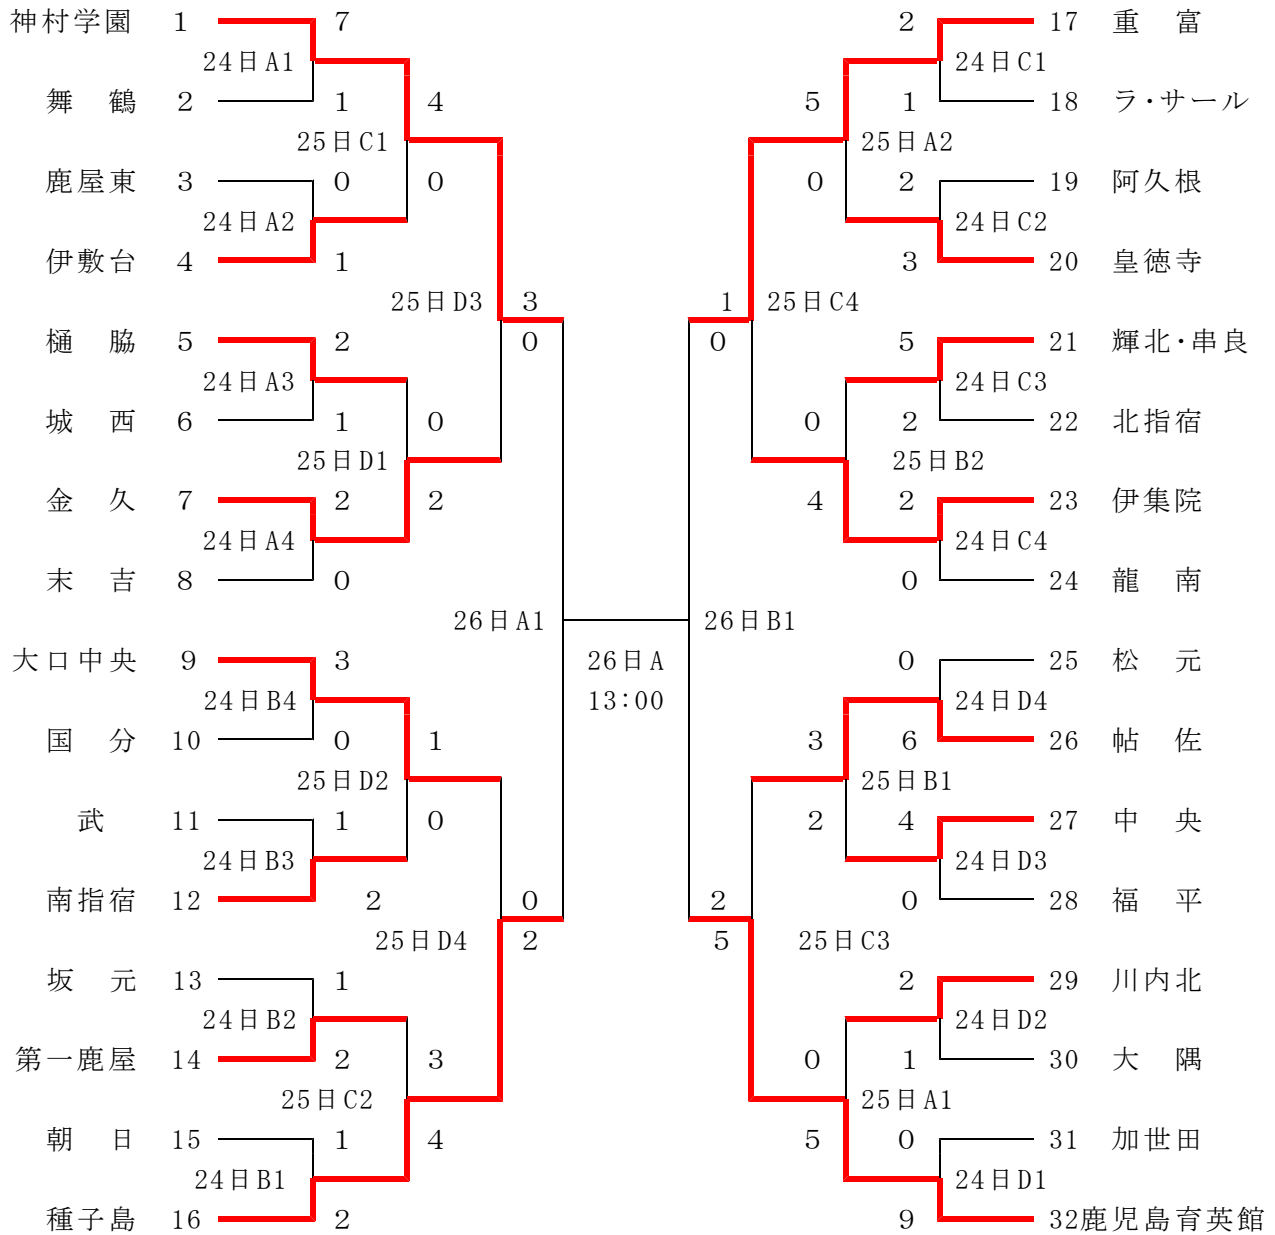 神村学園 1 7 2 17 重 富
24日A1 24日C1
舞 鶴 2 1 4 5 1 18 ラ・サール
25日C1 25日A2
鹿屋東 3 0 0 0 2 19 阿久根
24日A2 24日C2
伊敷台 4 1 3 20 皇徳寺
25日D3 3 1 25日C4
樋 脇 5 2 0 0 5 21 輝北・串良
24日A3 24日C3
城 西 6 1 0 0 2 22 北指宿
25日D1 25日B2
金 久 7 2 2 4 2 23 伊集院
24日A4 24日C4
末 吉 8 0 0 24 龍 南
26日A1 26日B1
大口中央 9 3 26日A 0 25 松 元
24日B4 13:00 24日D4
国 分 10 0 1 3 6 26 帖 佐
25日D2 25日B1
武 11 1 0 2 4 27 中 央
24日B3 24日D3
南指宿 12 2 0 2 0 28 福 平
25日D4 2 5 25日C3
坂 元 13 1 2 29 川内北
24日B2 24日D2
第一鹿屋 14 2 3 0 1 30 大 隅
25日C2 25日A1
朝 日 15 1 4 5 0 31 加世田
24日B1 24日D1
種子島 16 2 9 32 鹿児島育英館